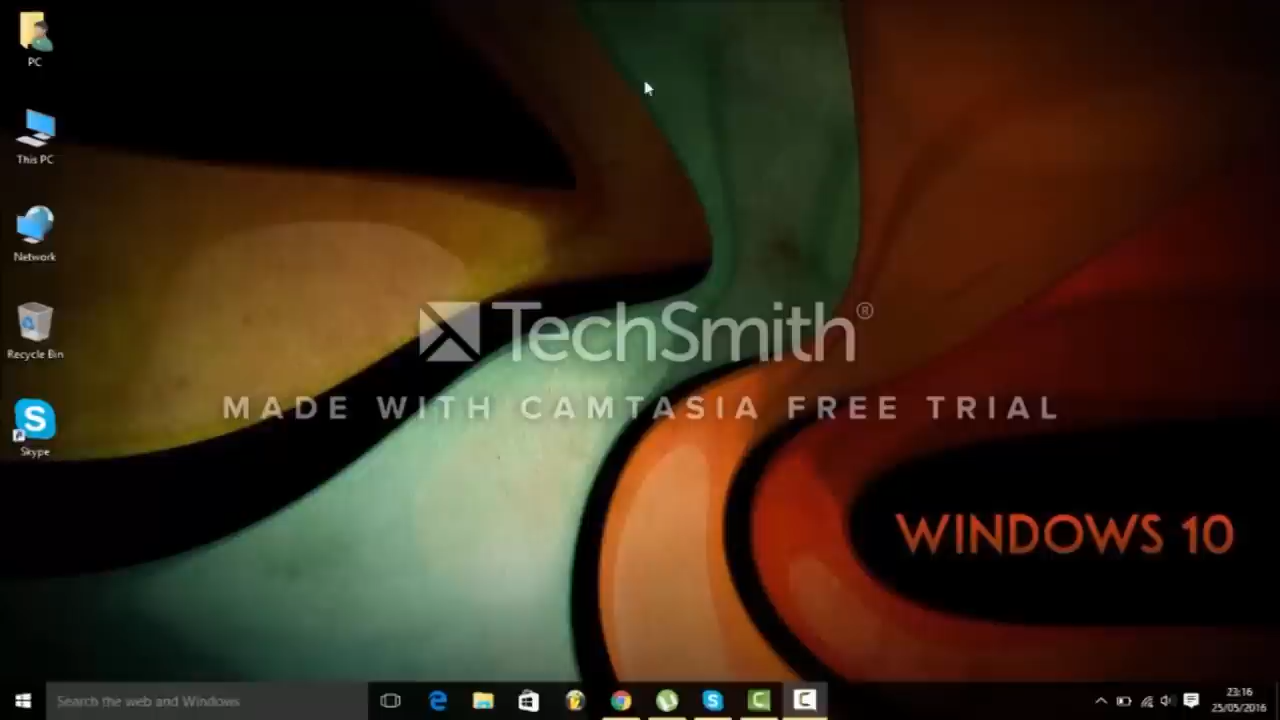 PC
This PC
Network
Recycle Bin
S
Skype
TechSmith®
MADE WITH CAMTASIA FREE TRIAL
WINDOWS 10
Search the web and Windows
23:16
25/05/2016